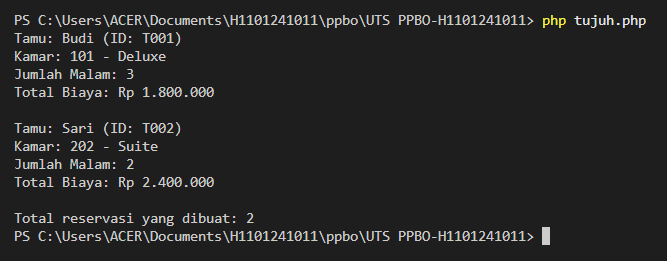 PS C:\Users\ACER\Documents\H1101241011\ppbo\UTS PPBO-H1101241011> php tujuh.php
Tamu: Budi (ID: T001)
Kamar: 101 - Deluxe
Jumlah Malam: 3
Total Biaya: Rp 1.800.000
Tamu: Sari (ID: T002)
Kamar: 202 - Suite
Jumlah Malam: 2
Total Biaya: Rp 2.400.000
Total reservasi yang dibuat: 2
PS C:\Users\ACER\Documents\H1101241011\ppbo\UTS PPBO-H1101241011>